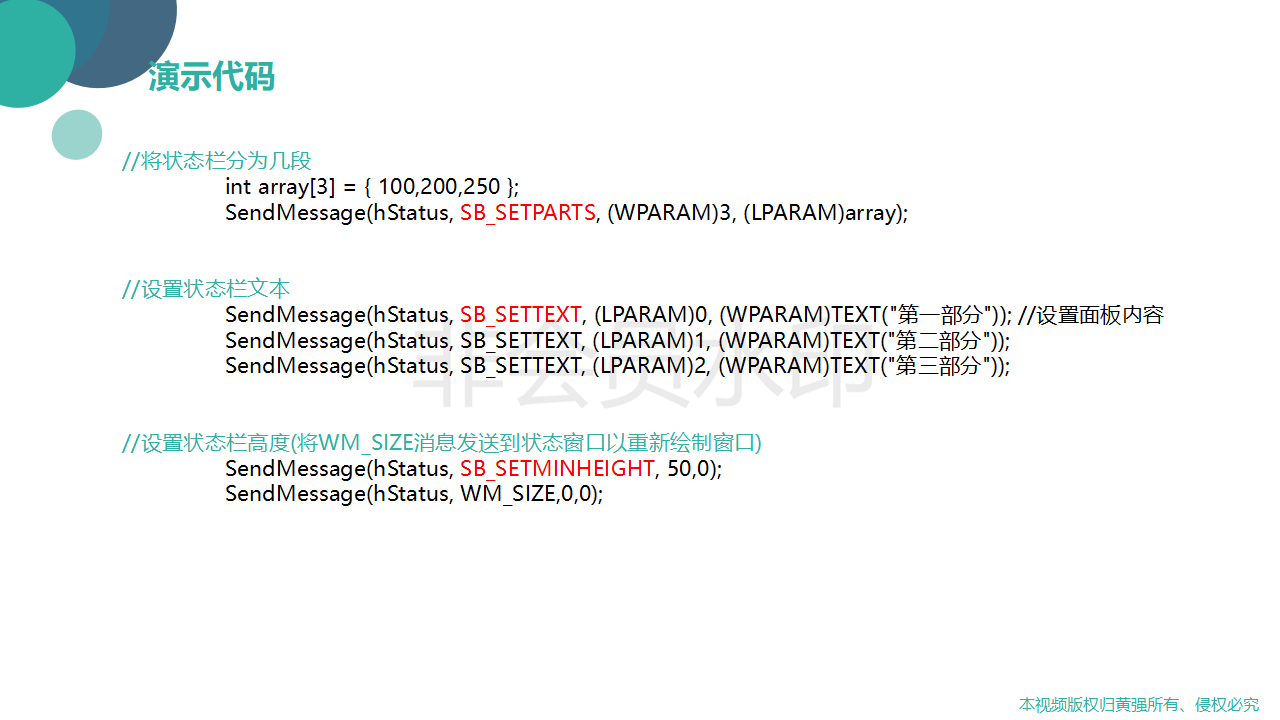 演示代码
//将状态栏分为几段
int array[3] = { 100,200,250 };
SendMessage(hStatus, SB_SETPARTS, (WPARAM)3, (LPARAM)array);
//设置状态栏文本
SendMessage(hStatus, SB_SETTEXT, (LPARAM)0, (WPARAM)TEXT("第一部分")); //设置面板内容
SendMessage(hStatus, SB_SETTEXT, (LPARAM)1, (WPARAM)TEXT("第二部分"));
SendMessage(hStatus, SB_SETTEXT, (LPARAM)2, (WPARAM)TEXT("第三部分"));
非会员水印
//设置状态栏高度(将WM_SIZE消息发送到状态窗口以重新绘制窗口)
SendMessage(hStatus, SB_SETMINHEIGHT, 50,0);
SendMessage(hStatus, WM_SIZE,0,0);
本视频版权归黄强所有、侵权必究